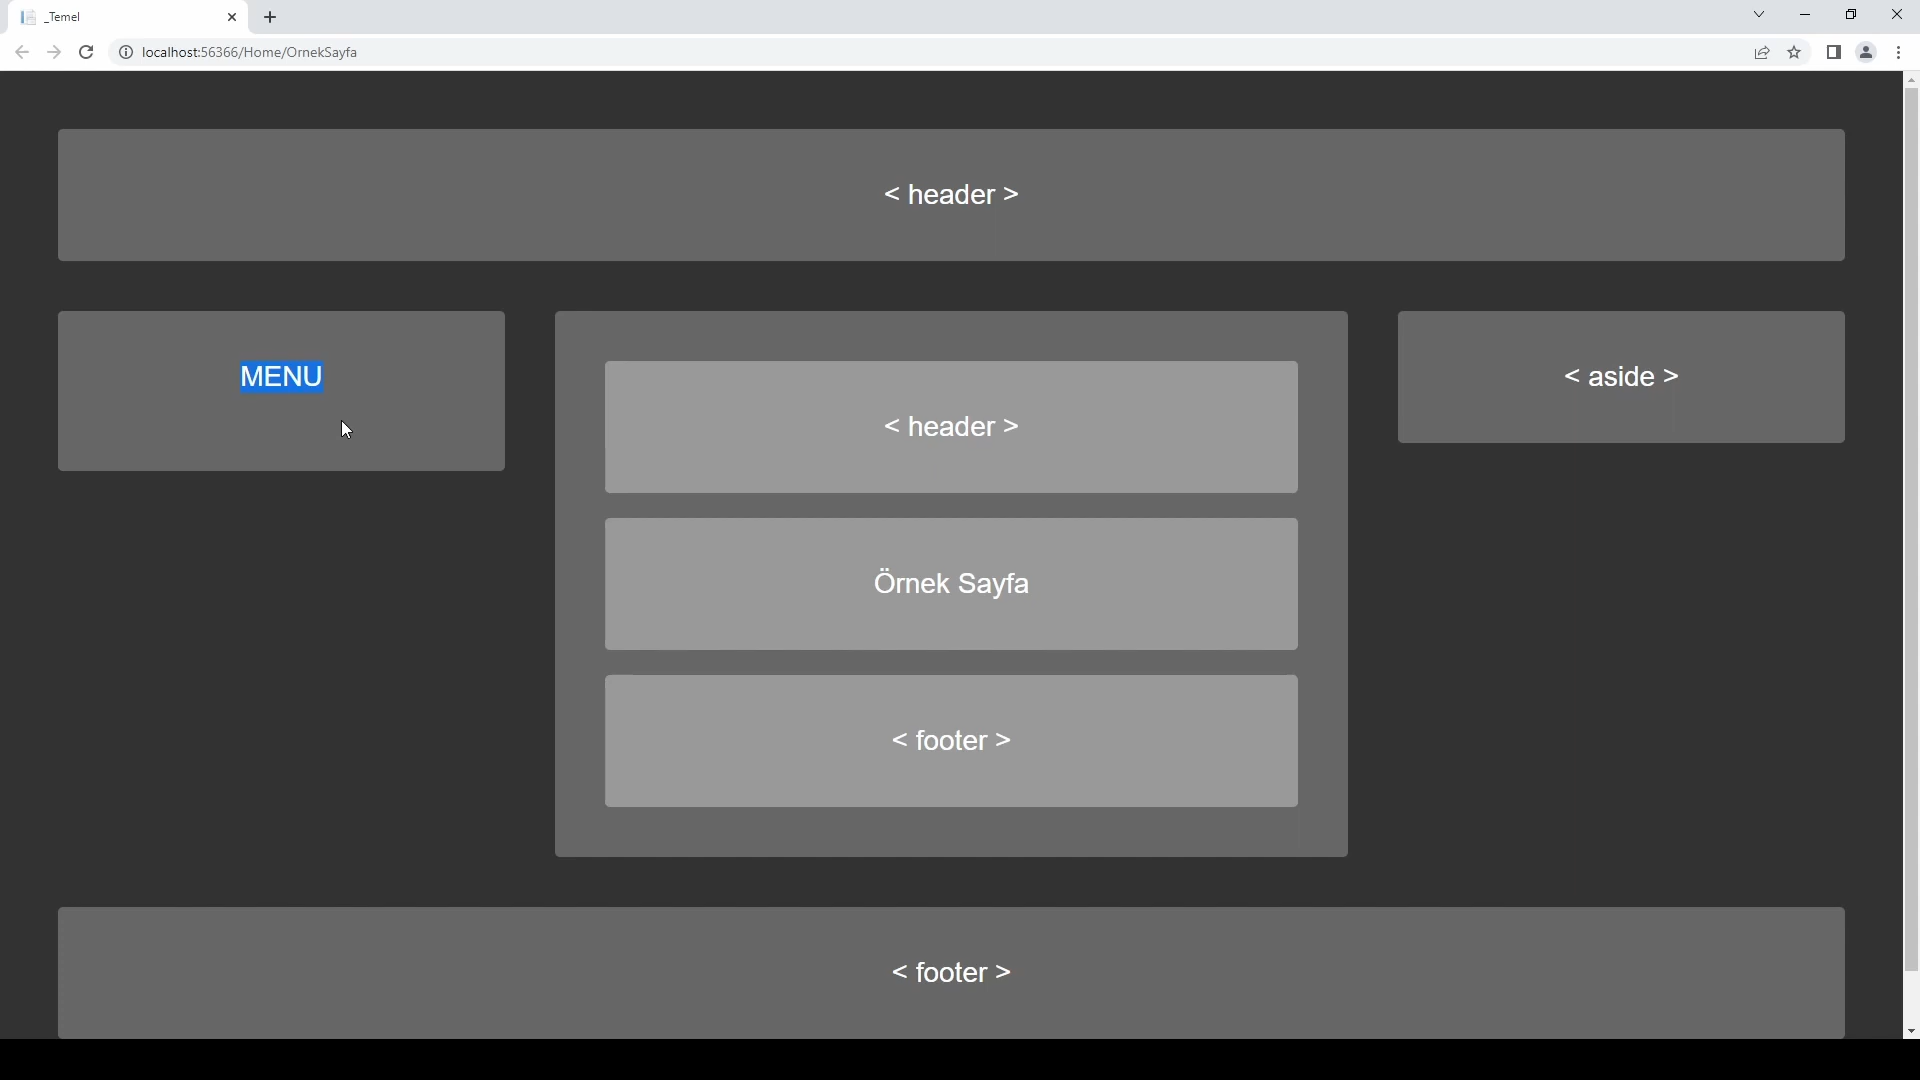 _Temel
localhost:56366/Home/OrnekSayfa
< header >
MENU
< header >
Örnek Sayfa
< footer >
< aside >
< footer >